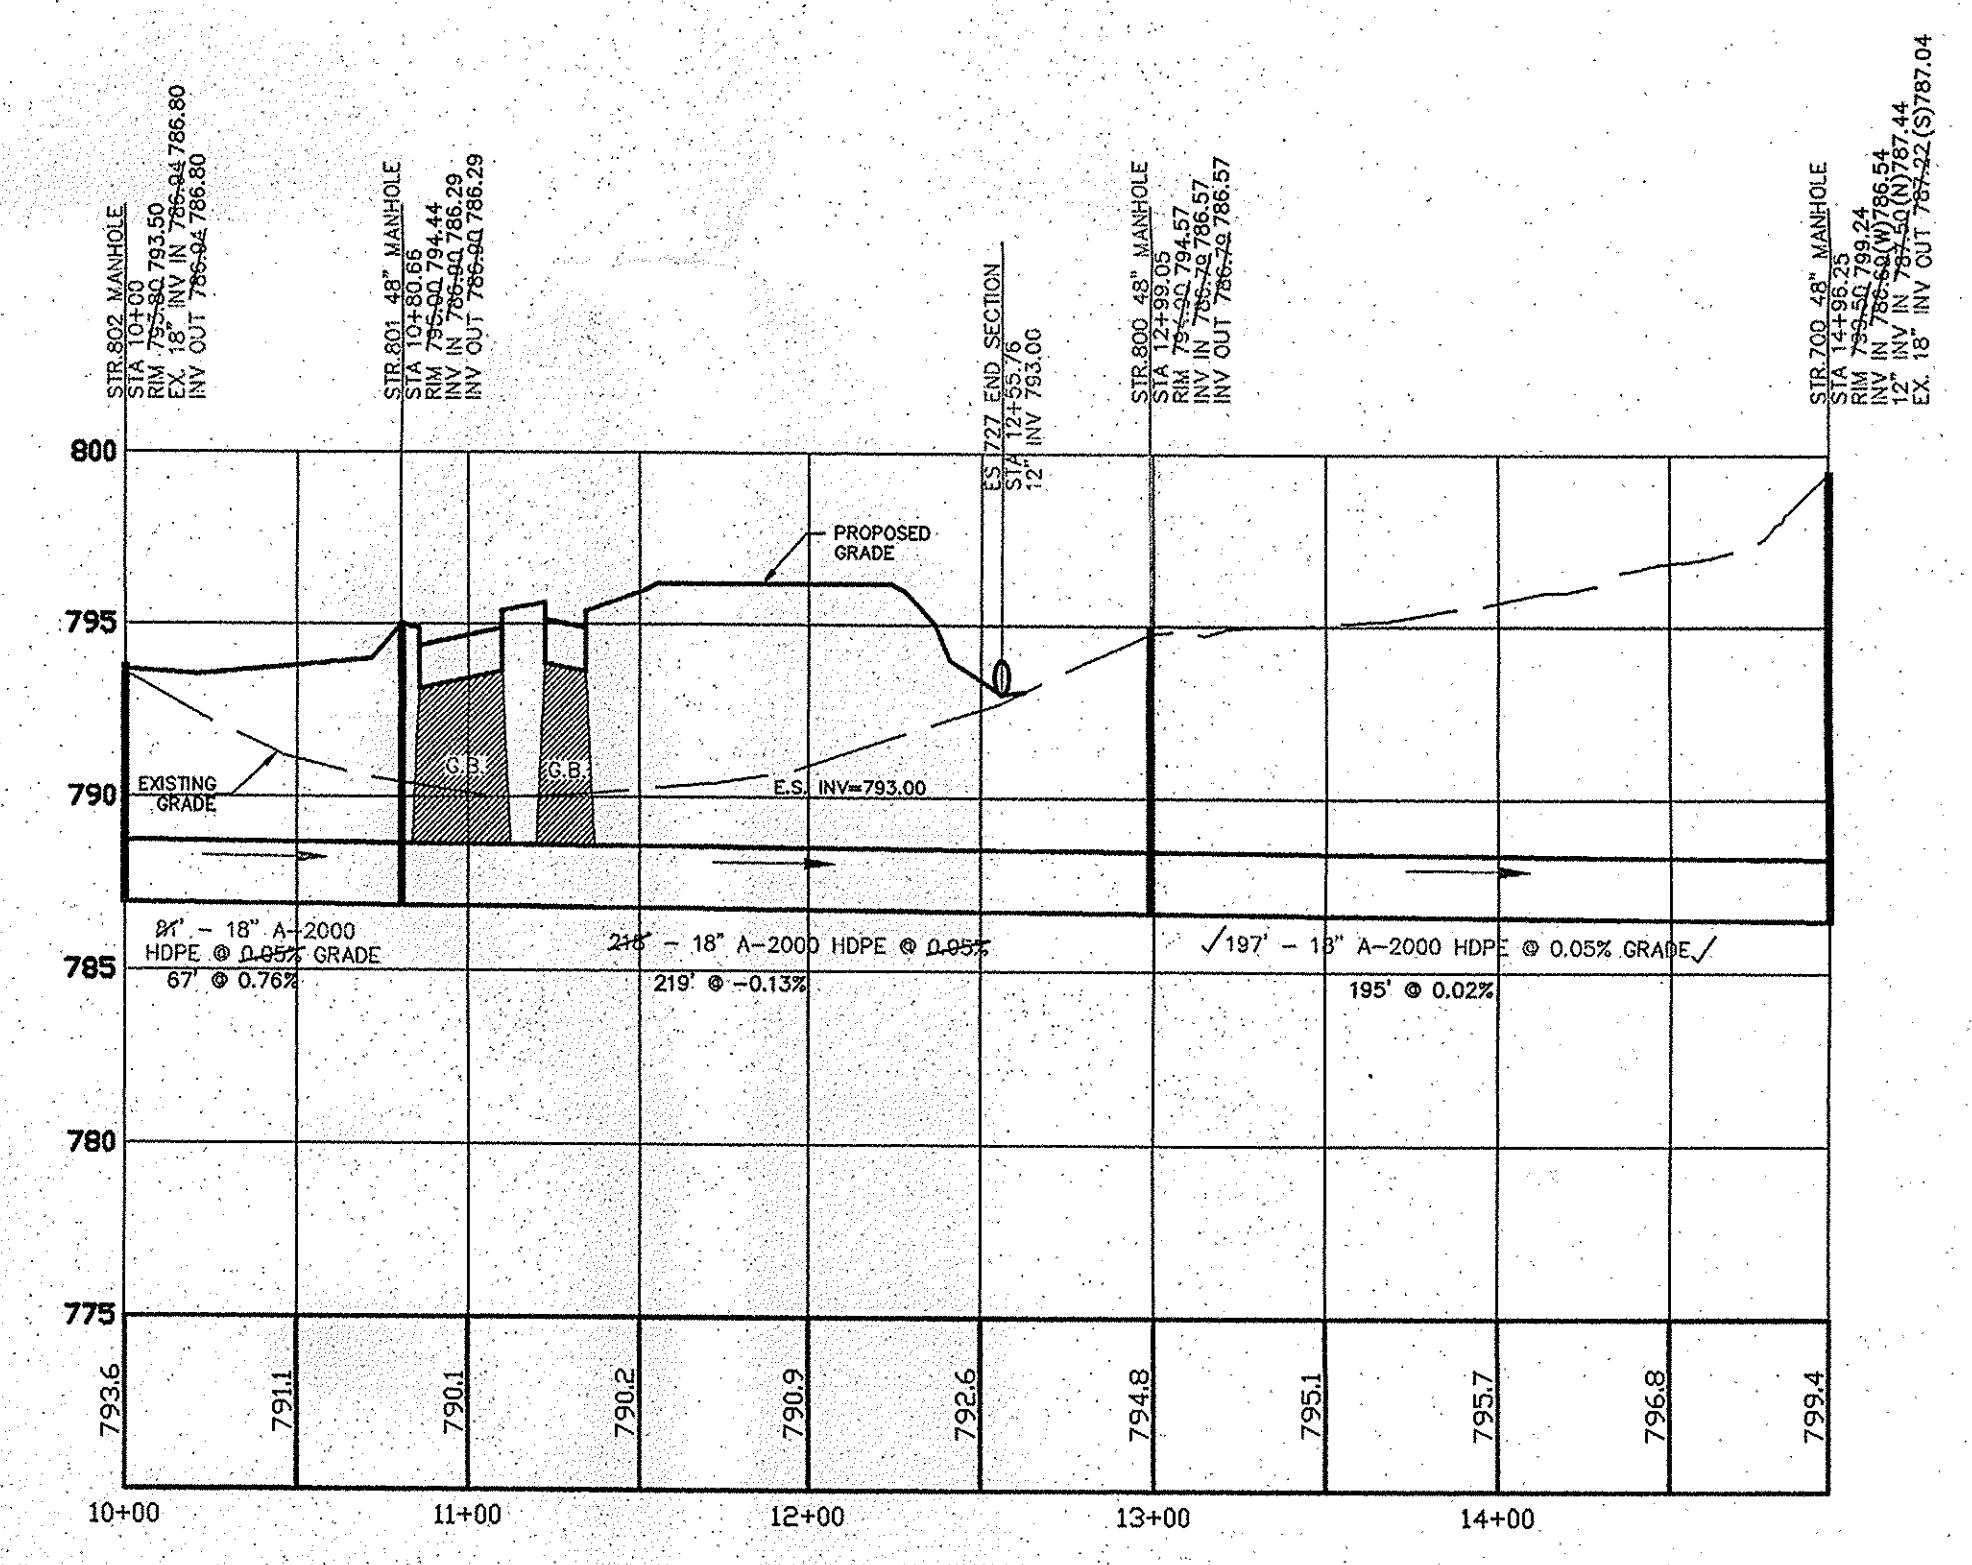 STR.802 MANHOLE
STA 10+00
RIM 793.80 793.50
EX. 18" INV IN 786.94 786.80
INV OUT 786.94 786.80
STR.801 48" MANHOLE
STA 10+80.66
RIM 795.00 794.44
INV IN 786.90 786.29
INV OUT 786.90 786.29
ES 727 END SECTION
STA 12+55.76
12" INV 793.00
STR.800 48" MANHOLE
STA 12+99.05
RIM 794.57
INV IN 786.79 786.57
INV OUT 786.79 786.57
STR.700 48" MANHOLE
STA 14+96.25
RIM 799.50 799.24
INV IN 786.69(W)786.54
12" INV IN 787.50(N)787.44
EX. 18" INV OUT 787.22(S)787.04
800
PROPOSED
GRADE
795
G.B.
G.B.
EXISTING
GRADE
790
E.S. INV=793.00
81' - 18" A-2000
HDPE @ 0.05% GRADE
67' @ 0.76%
218' - 18" A-2000 HDPE @ 0.05%
219' @ -0.13%
✓197' - 18" A-2000 HDPE @ 0.05% GRADE✓
195' @ 0.02%
785
780
775
793.6
791.1
790.1
790.2
790.9
792.6
794.8
795.1
795.7
796.8
799.4
10+00
11+00
12+00
13+00
14+00